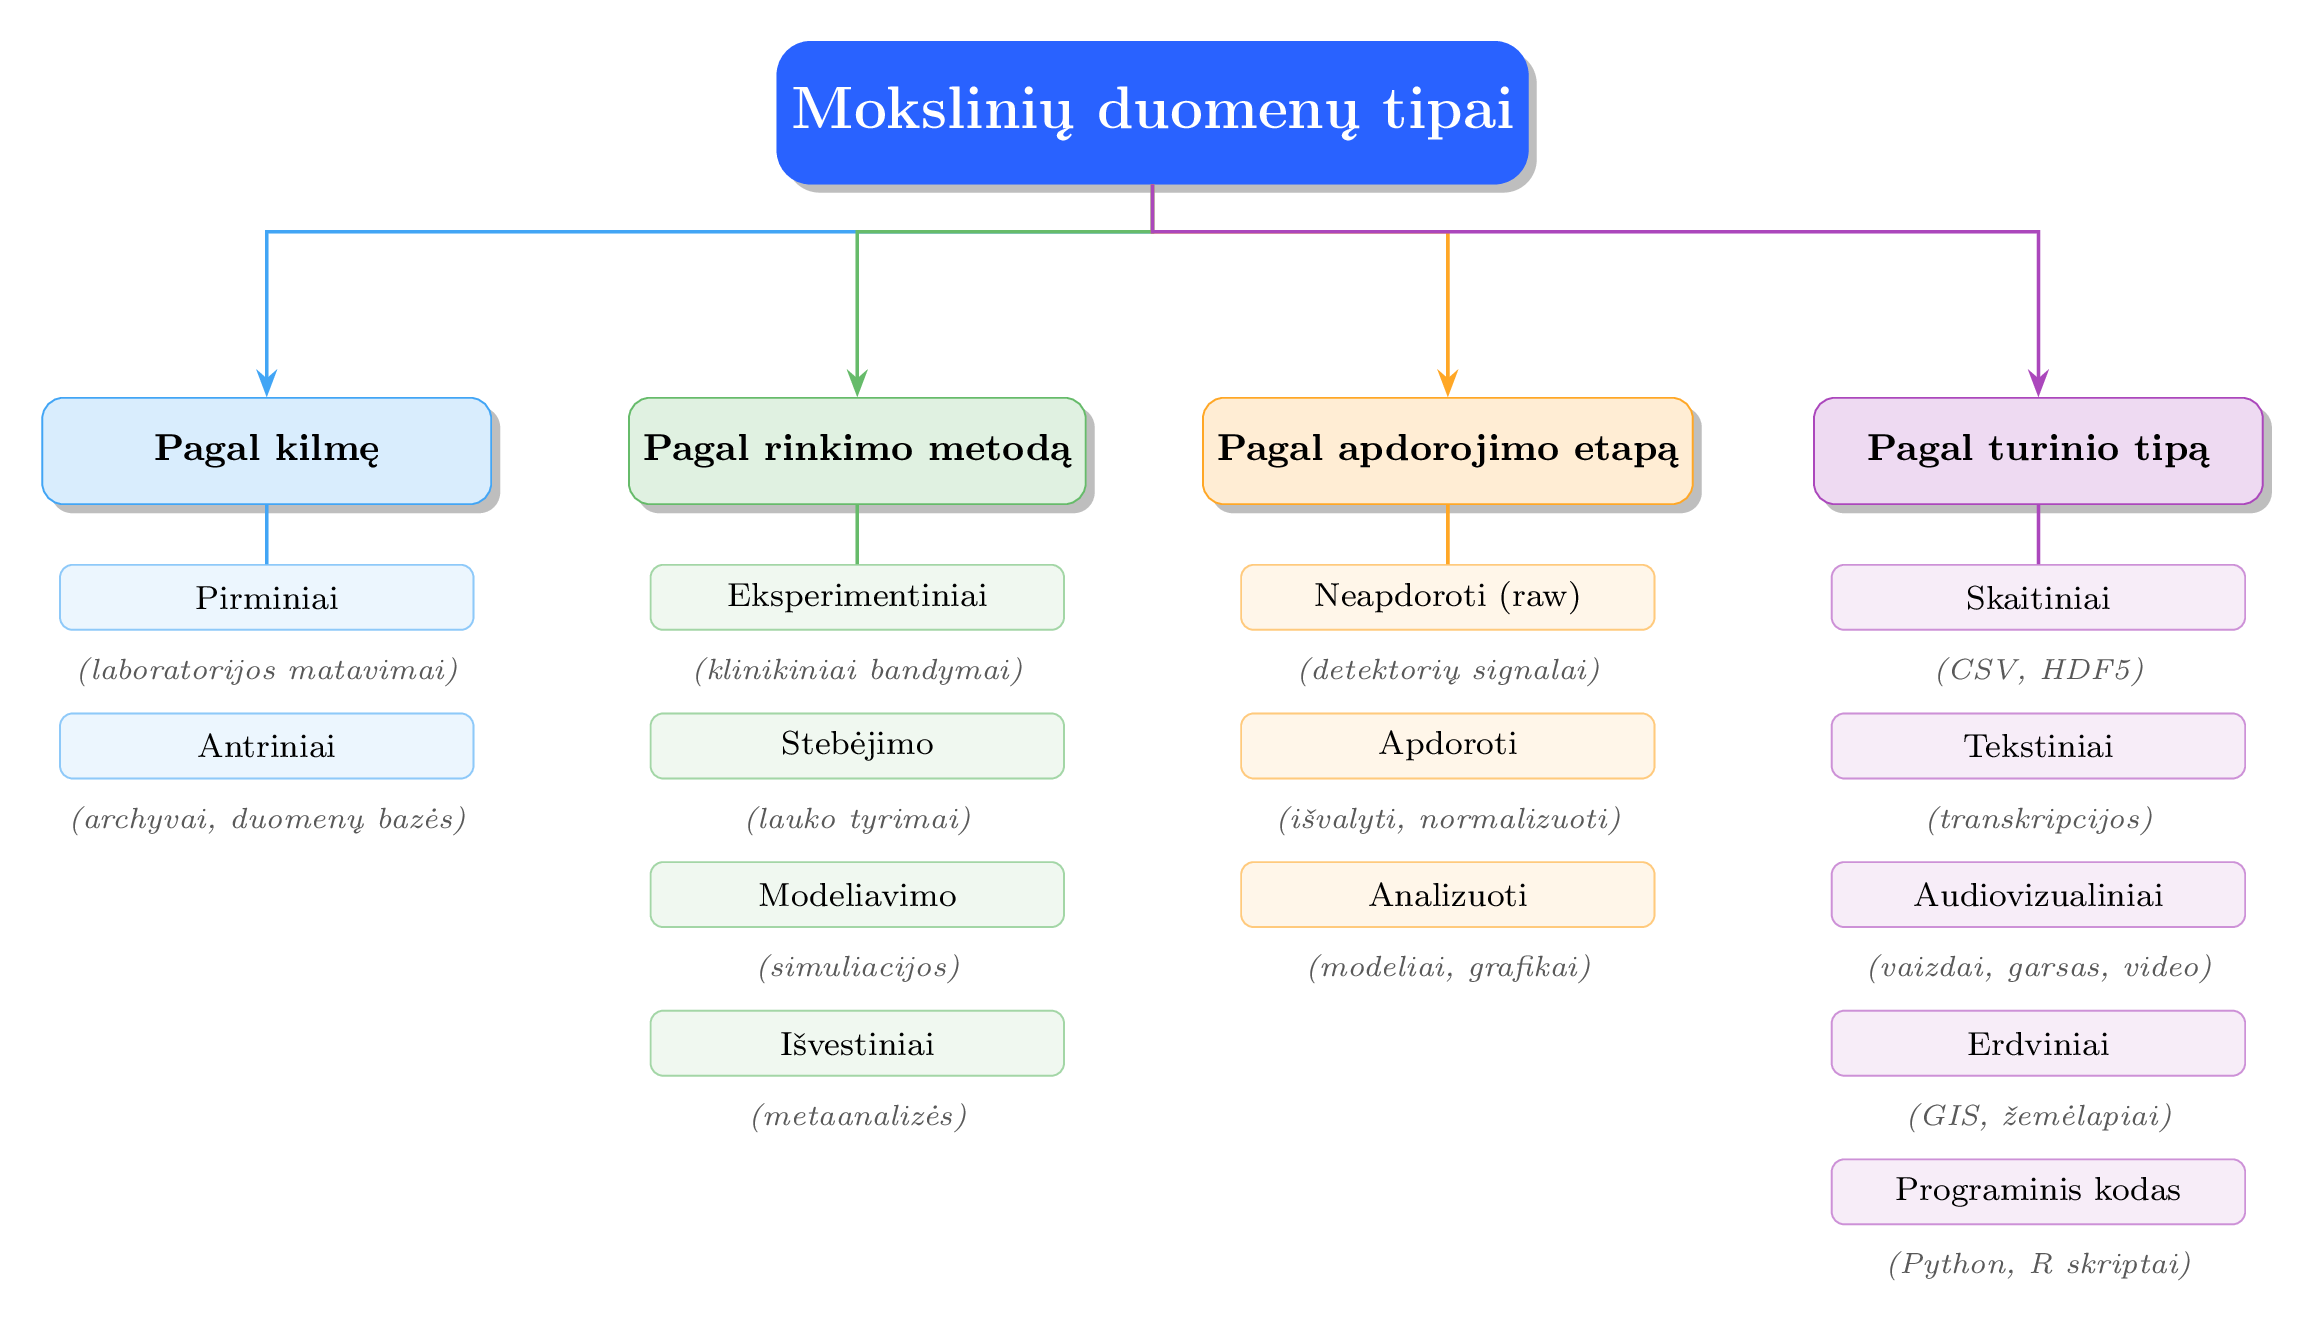 Mokslinių duomenų tipai
Pagal kilmę
Pirminiai
(laboratorijos matavimai)
Antriniai
(archyvai, duomenų bazės)
Pagal rinkimo metodą
Eksperimentiniai
(klinikiniai bandymai)
Stebėjimo
(lauko tyrimai)
Modeliavimo
(simuliacijos)
Išvestiniai
(metaanalizės)
Pagal apdorojimo etapą
Neapdoroti (raw)
(detektorių signalai)
Apdoroti
(išvalyti, normalizuoti)
Analizuoti
(modeliai, grafikai)
Pagal turinio tipą
Skaitiniai
(CSV, HDF5)
Tekstiniai
(transkripcijos)
Audiovizualiniai
(vaizdai, garsas, video)
Erdviniai
(GIS, žemėlapiai)
Programinis kodas
(Python, R skriptai)